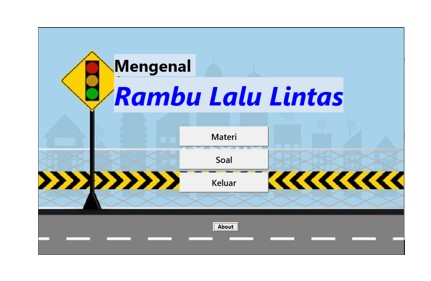 Mengenal
Rambu Lalu Lintas
Materi
Soal
Keluar
About